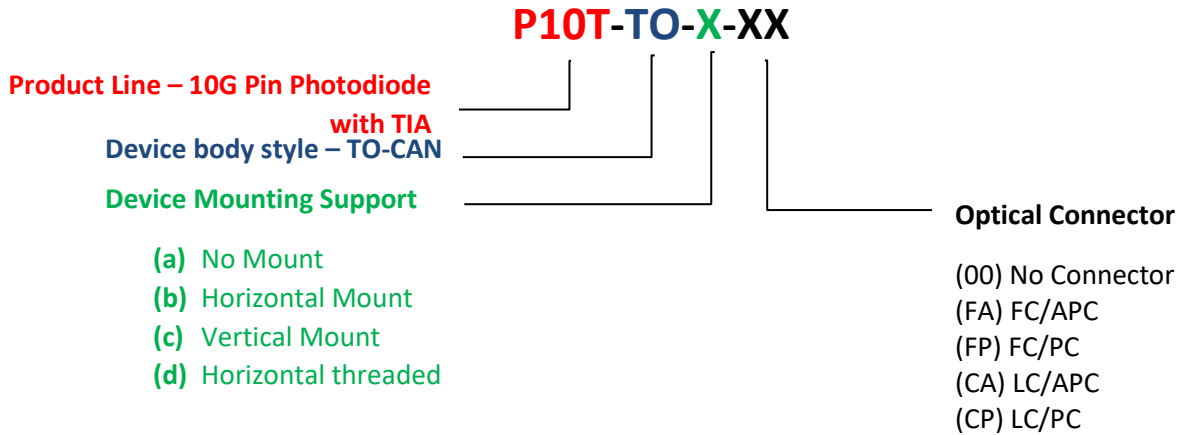 P10T-TO-X-XX
Product Line – 10G Pin Photodiode
with TIA
Device body style – TO-CAN
Device Mounting Support
(a) No Mount
(b) Horizontal Mount
(c) Vertical Mount
(d) Horizontal threaded
Optical Connector
(00) No Connector
(FA) FC/APC
(FP) FC/PC
(CA) LC/APC
(CP) LC/PC